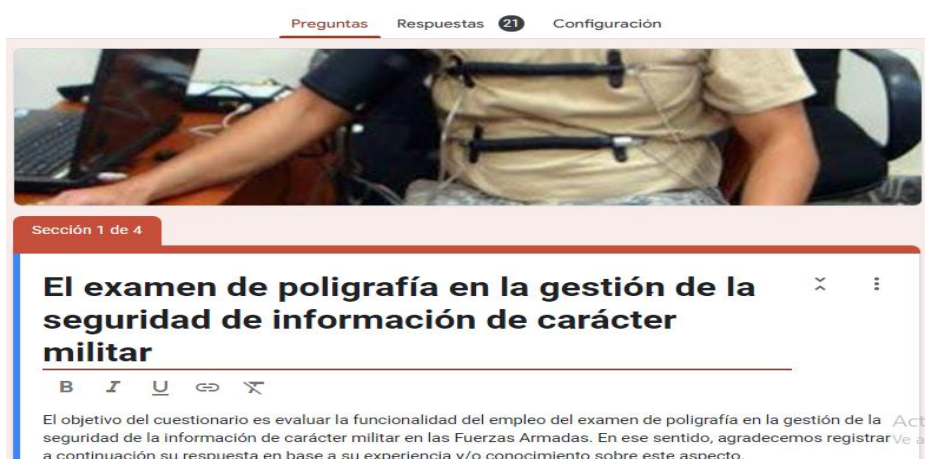 Preguntas Respuestas 21 Configuración
Sección 1 de 4
El examen de poligrafía en la gestión de la
seguridad de información de carácter
militar
B I U
El objetivo del cuestionario es evaluar la funcionalidad del empleo del examen de poligrafía en la gestión de la
seguridad de la información de carácter militar en las Fuerzas Armadas. En ese sentido, agradecemos registrar
a continuación su respuesta en base a su experiencia y/o conocimiento sobre este aspecto.
Act
Ve a